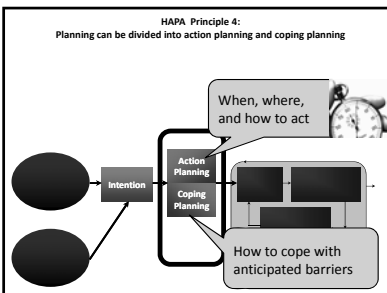 HAPA Principle 4:
Planning can be divided into action planning and coping planning
When, where,
and how to act
Action
Planning
Intention
Coping
Planning
How to cope with
anticipated barriers